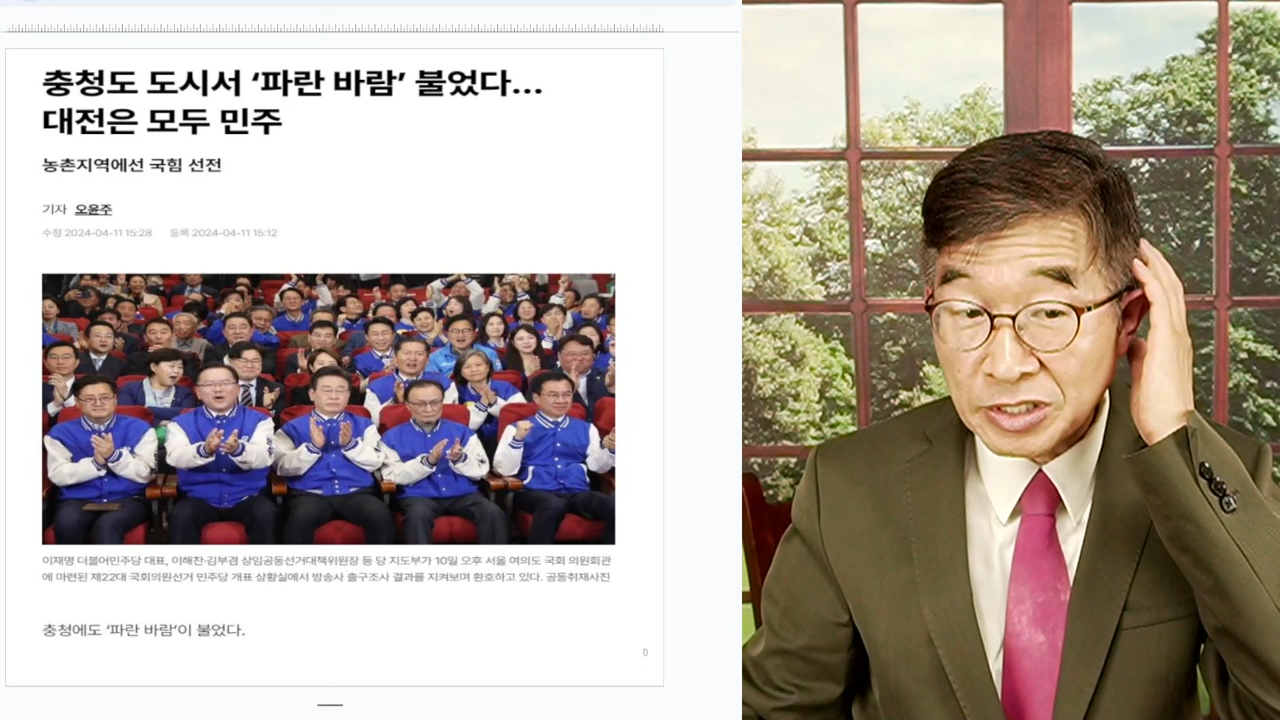 충청도 도시서 ‘파란 바람’ 불었다...
대전은 모두 민주
농촌지역에선 국힘 선전
기자 오윤주
수정 2024-04-11 15:28 등록 2024-04-11 15:12
이재명 더불어민주당 대표, 이해찬·김부겸 상임공동선거대책위원장 등 당 지도부가 10일 오후 서울 여의도 국회 의원회관
에 마련된 제22대 국회의원선거 민주당 개표 상황실에서 방송사 출구조사 결과를 지켜보며 환호하고 있다. 공동취재사진
충청에도 ‘파란 바람’이 불었다.